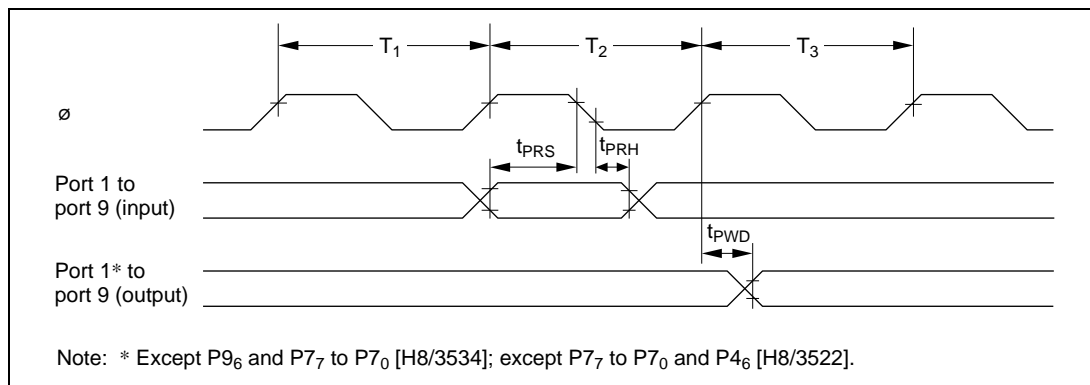 T₁ T₂ T₃
ø
tPRS tPRH
Port 1 to
port 9 (input)
tPWD
Port 1* to
port 9 (output)
Note: * Except P9₆ and P7₇ to P7₀ [H8/3534]; except P7₇ to P7₀ and P4₆ [H8/3522].